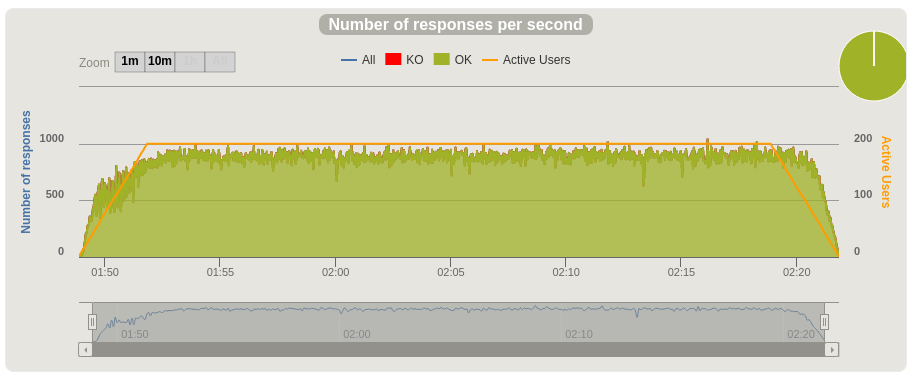 Number of responses per second
Zoom 1m 10m 1h All
All KO OK Active Users
Number of responses
1000
500
0
200
100
0
Active Users
01:50 01:55 02:00 02:05 02:10 02:15 02:20
01:50 02:00 02:10 02:20